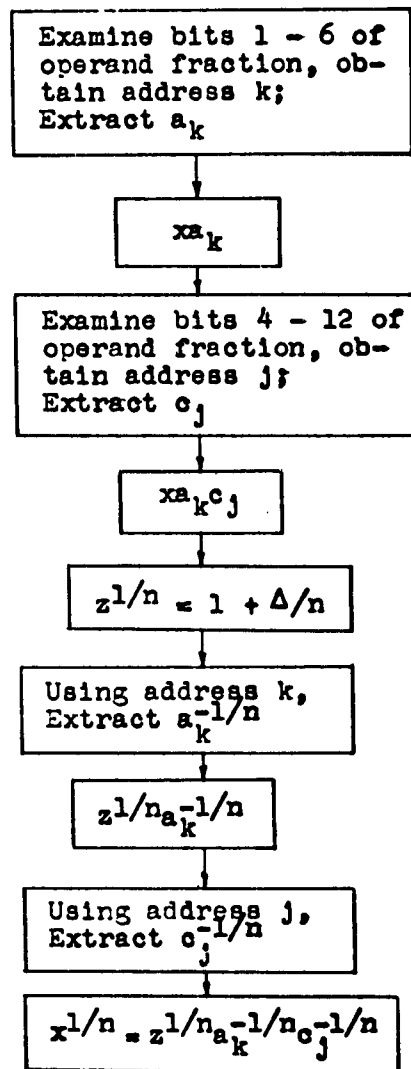 Examine bits 1 - 6 of
operand fraction, ob-
tain address k;
Extract a_k
xa_k
Examine bits 4 - 12 of
operand fraction, ob-
tain address j;
Extract c_j
xa_kc_j
z^1/n = 1 + Δ/n
Using address k,
Extract a_k^-1/n
z^1/n a_k^-1/n
Using address j,
Extract c_j^-1/n
x^1/n = z^1/n a_k^-1/n c_j^-1/n